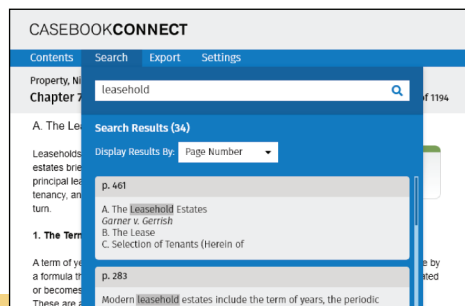 CASEBOOKCONNECT
Contents Search Export Settings
Property, Ni
Chapter 7
of 1194
leasehold
A. The Le
Search Results (34)
Display Results By: Page Number
Leaseholds
estates brie
principal lea
tenancy, an
turn.
p. 461
A. The Leasehold Estates
Garner v. Gerrish
B. The Lease
C. Selection of Tenants (Herein of
1. The Term
A term of ye
a formula th
or becomes
These are a
e by
ated
p. 283
Modern leasehold estates include the term of years, the periodic